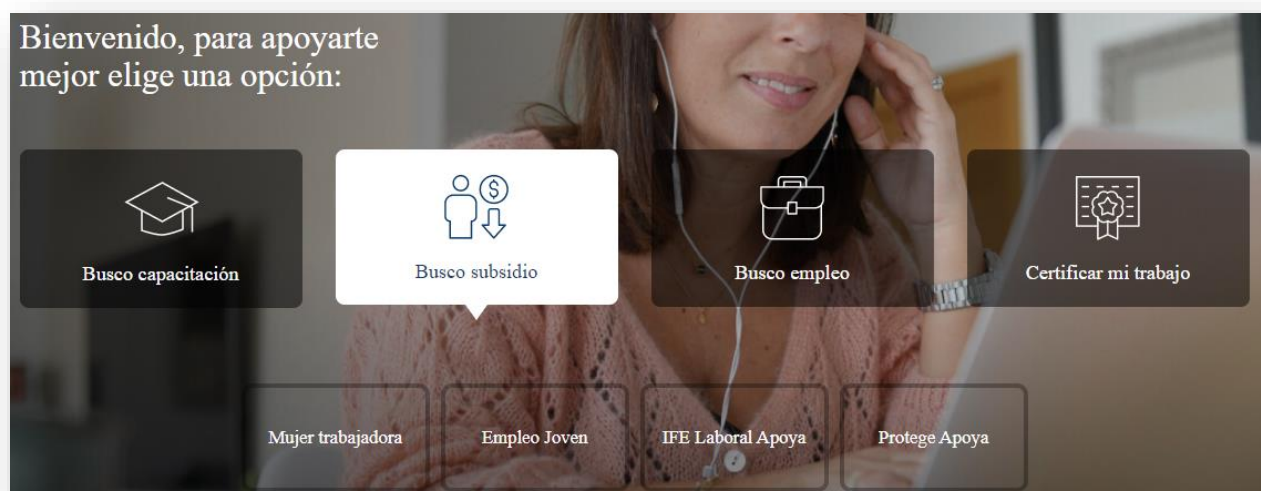 Bienvenido, para apoyarte
mejor elige una opción:
Busco capacitación
Busco subsidio
Busco empleo
Certificar mi trabajo
Mujer trabajadora
Empleo Joven
IFE Laboral Apoya
Protege Apoya